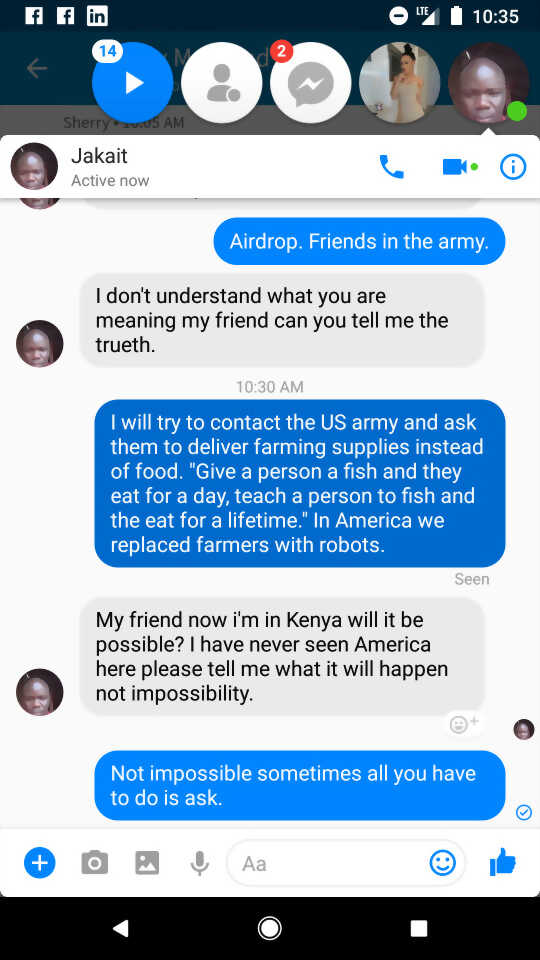 LTE 10:35
14
2
Sherry • 10:05 AM
Jakait
Active now
Airdrop. Friends in the army.
I don't understand what you are
meaning my friend can you tell me the
trueth.
10:30 AM
I will try to contact the US army and ask
them to deliver farming supplies instead
of food. "Give a person a fish and they
eat for a day, teach a person to fish and
the eat for a lifetime." In America we
replaced farmers with robots.
Seen
My friend now i'm in Kenya will it be
possible? I have never seen America
here please tell me what it will happen
not impossibility.
Not impossible sometimes all you have
to do is ask.
Aa